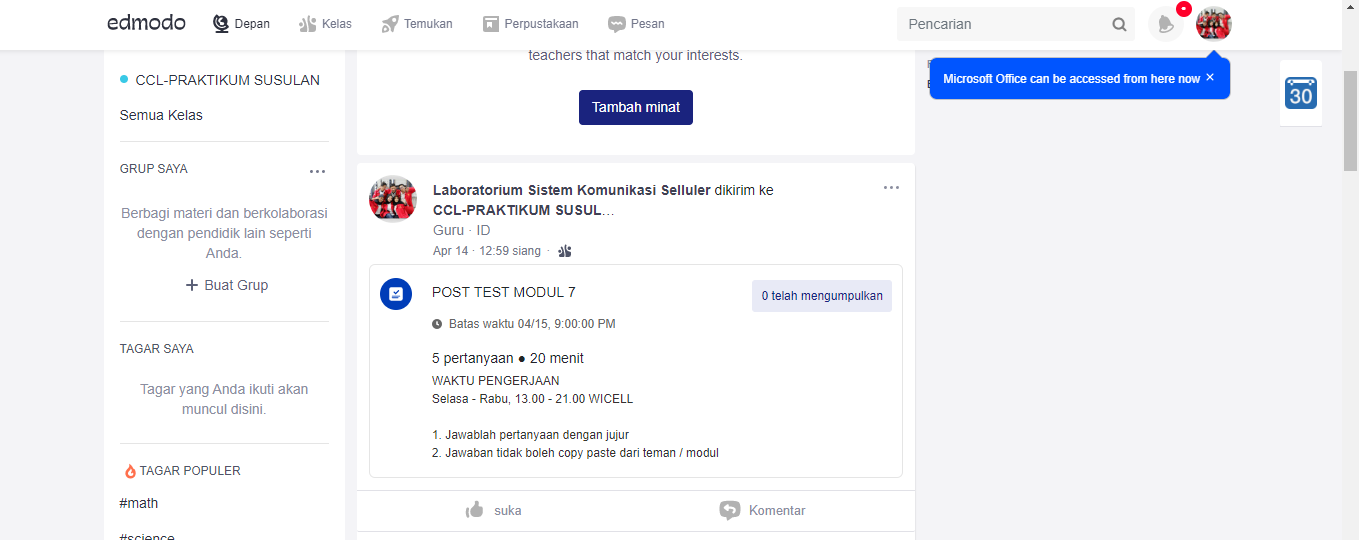 edmodo
Depan
Kelas
Temukan
Perpustakaan
Pesan
Pencarian
Microsoft Office can be accessed from here now ×
30
CCL-PRAKTIKUM SUSULAN
Semua Kelas
GRUP SAYA
Berbagi materi dan berkolaborasi
dengan pendidik lain seperti
Anda.
+ Buat Grup
TAGAR SAYA
Tagar yang Anda ikuti akan
muncul disini.
TAGAR POPULER
#math
#science
teachers that match your interests.
Tambah minat
Laboratorium Sistem Komunikasi Selluler dikirim ke
CCL-PRAKTIKUM SUSUL...
Guru · ID
Apr 14 · 12:59 siang ·
POST TEST MODUL 7
0 telah mengumpulkan
Batas waktu 04/15, 9:00:00 PM
5 pertanyaan ● 20 menit
WAKTU PENGERJAAN
Selasa - Rabu, 13.00 - 21.00 WICELL
1. Jawablah pertanyaan dengan jujur
2. Jawaban tidak boleh copy paste dari teman / modul
suka
Komentar